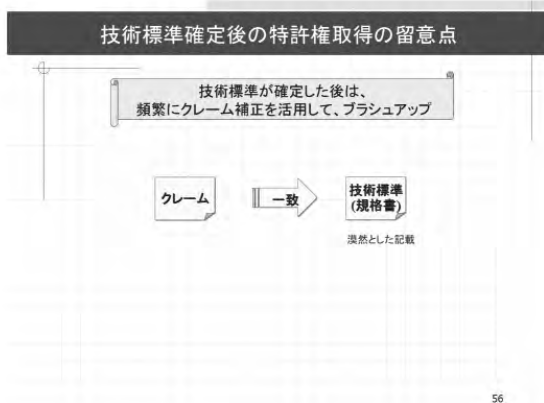 技術標準確定後の特許権取得の留意点
技術標準が確定した後は、
頻繁にクレーム補正を活用して、ブラシュアップ
クレーム
一致
技術標準
(規格書)
漠然とした記載
56